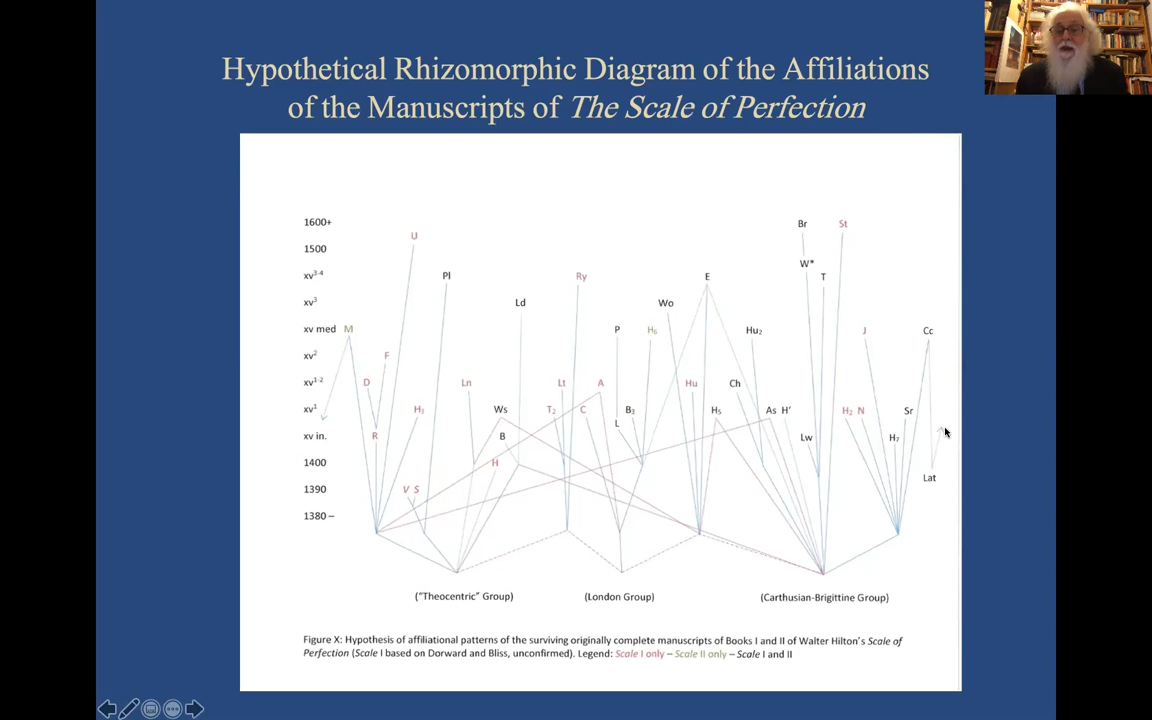 Hypothetical Rhizomorphic Diagram of the Affiliations
of the Manuscripts of The Scale of Perfection
1600+ Br St
U
1500
W*
xv3-4 Pl Ry E T
xv3 Ld Wo
xv med M P H6 Hu2 J Cc
xv2 F
xv1-2 D Ln Lt A Hu Ch
xv1 H3 Ws T2 C B3 H5 As H' H2 N Sr
L
xv in. R B Lw H7
1400 H
Lat
1390 V S
1380 –
("Theocentric" Group) (London Group) (Carthusian-Brigittine Group)
Figure X: Hypothesis of affiliational patterns of the surviving originally complete manuscripts of Books I and II of Walter Hilton's Scale of
Perfection (Scale I based on Dorward and Bliss, unconfirmed). Legend: Scale I only – Scale II only – Scale I and II